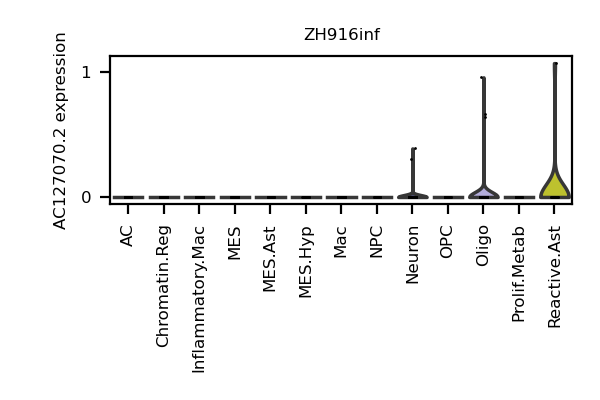 ZH916inf
AC127070.2 expression
1
0
AC
Chromatin.Reg
Inflammatory.Mac
MES
MES.Ast
MES.Hyp
Mac
NPC
Neuron
OPC
Oligo
Prolif.Metab
Reactive.Ast